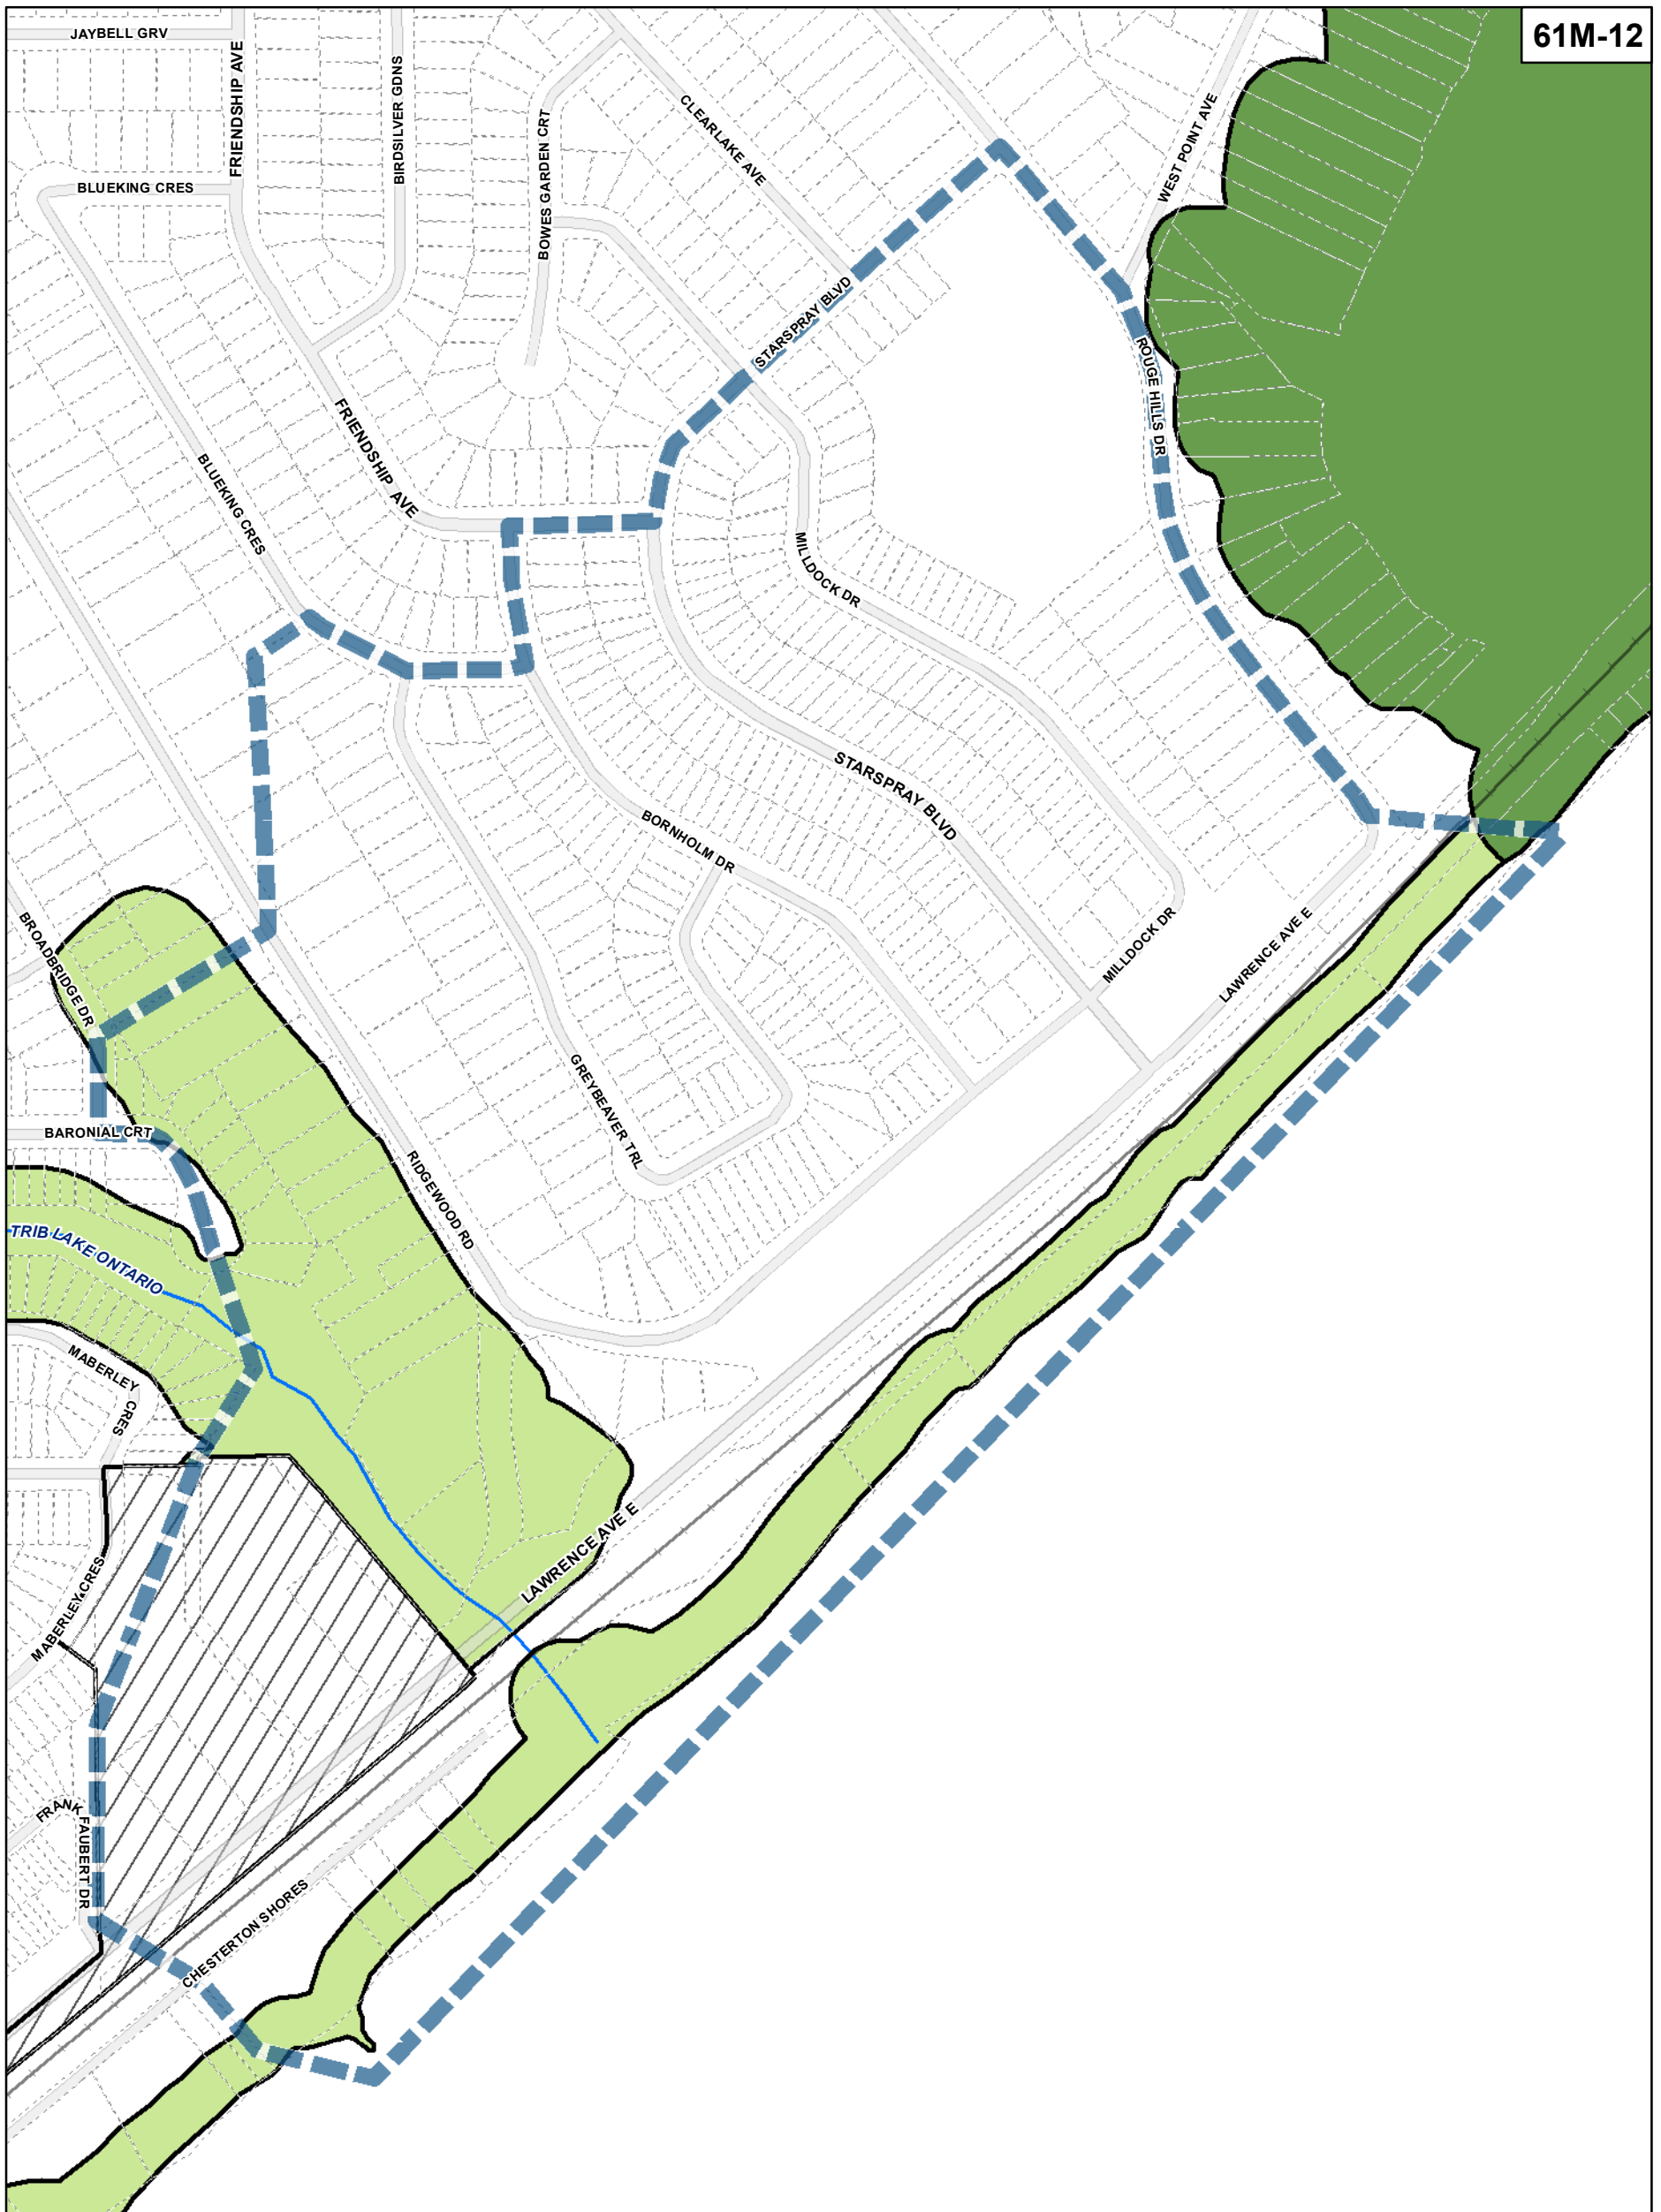 61M-12
JAYBELL GRV
FRIENDSHIP AVE
BIRDSILVER GDNS
BOWES GARDEN CRT
CLEARLAKE AVE
WEST POINT AVE
BLUEKING CRES
STARSPRAY BLVD
ROUGE HILLS DR
FRIENDSHIP AVE
BLUEKING CRES
MILLDOCK DR
STARSPRAY BLVD
BORNHOLM DR
MILLDOCK DR
LAWRENCE AVE E
BROADBRIDGE DR
GREYBEAVER TRL
BARONIAL CRT
RIDGEWOOD RD
TRIB LAKE ONTARIO
MABERLEY CRES
LAWRENCE AVE E
MABERLEY CRES
FRANK FAUBERT DR
CHESTERTON SHORES